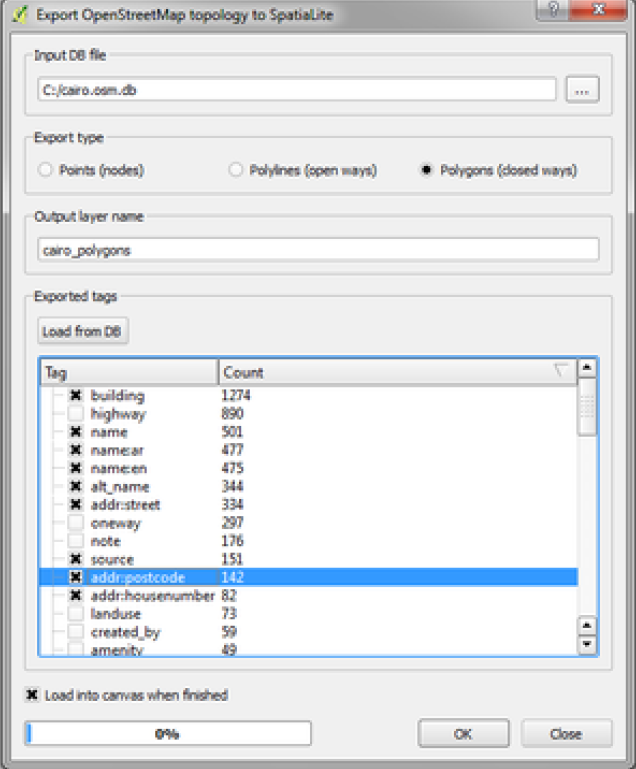 Export OpenStreetMap topology to SpatiaLite
Input DB file
C:/cairo.osm.db
...
Export type
Points (nodes) Polylines (open ways) Polygons (closed ways)
Output layer name
cairo_polygons
Exported tags
Load from DB
Tag Count
building 1274
highway 890
name 501
name:ar 477
name:en 475
alt_name 344
addr:street 334
oneway 297
note 176
source 151
addr:postcode 142
addr:housenumber 82
landuse 73
created_by 59
amenity 49
Load into canvas when finished
0% OK Close